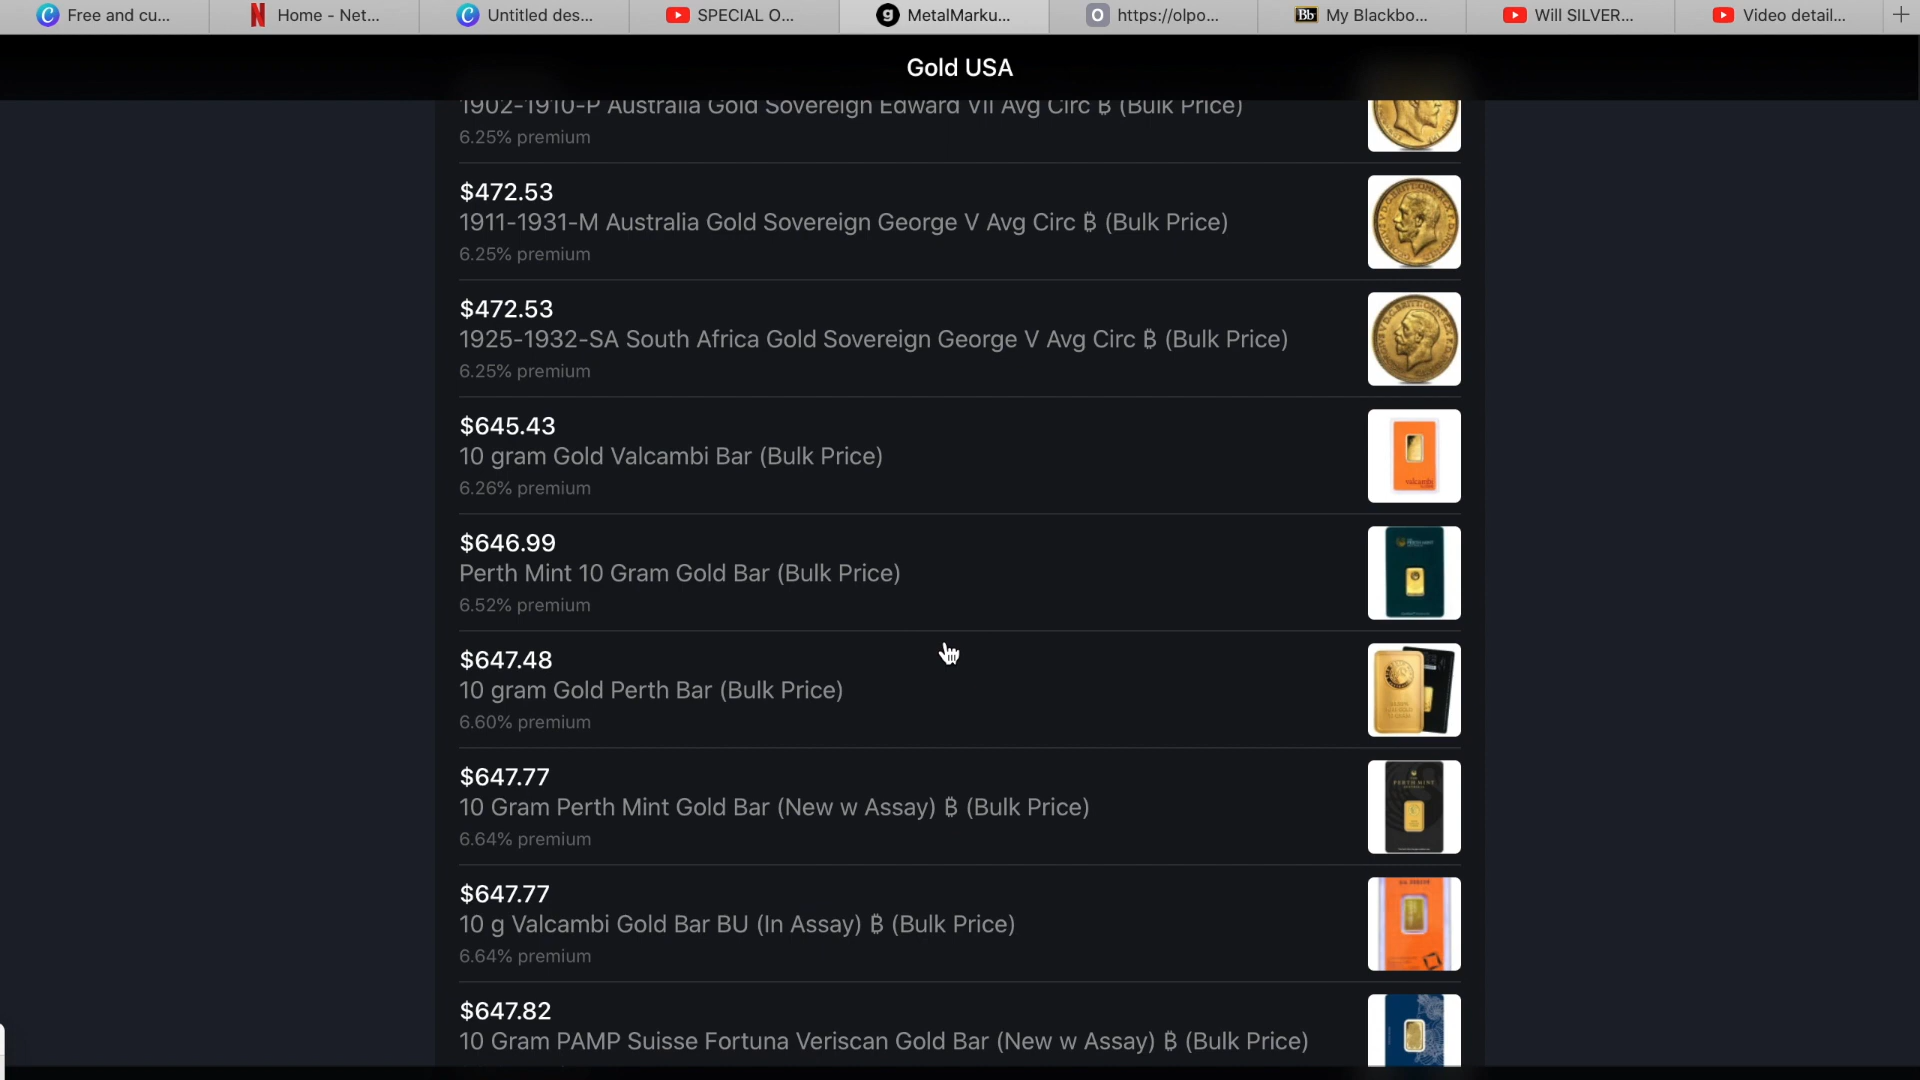 Free and cu...
Home - Net...
Untitled des...
SPECIAL O...
MetalMarku...
https://olpo...
My Blackbo...
Will SILVER...
Video detail...
Gold USA
1902-1910-P Australia Gold Sovereign Edward VII Avg Circ ₿ (Bulk Price)
6.25% premium
$472.53
1911-1931-M Australia Gold Sovereign George V Avg Circ ₿ (Bulk Price)
6.25% premium
$472.53
1925-1932-SA South Africa Gold Sovereign George V Avg Circ ₿ (Bulk Price)
6.25% premium
$645.43
10 gram Gold Valcambi Bar (Bulk Price)
6.26% premium
$646.99
Perth Mint 10 Gram Gold Bar (Bulk Price)
6.52% premium
$647.48
10 gram Gold Perth Bar (Bulk Price)
6.60% premium
$647.77
10 Gram Perth Mint Gold Bar (New w Assay) ₿ (Bulk Price)
6.64% premium
$647.77
10 g Valcambi Gold Bar BU (In Assay) ₿ (Bulk Price)
6.64% premium
$647.82
10 Gram PAMP Suisse Fortuna Veriscan Gold Bar (New w Assay) ₿ (Bulk Price)